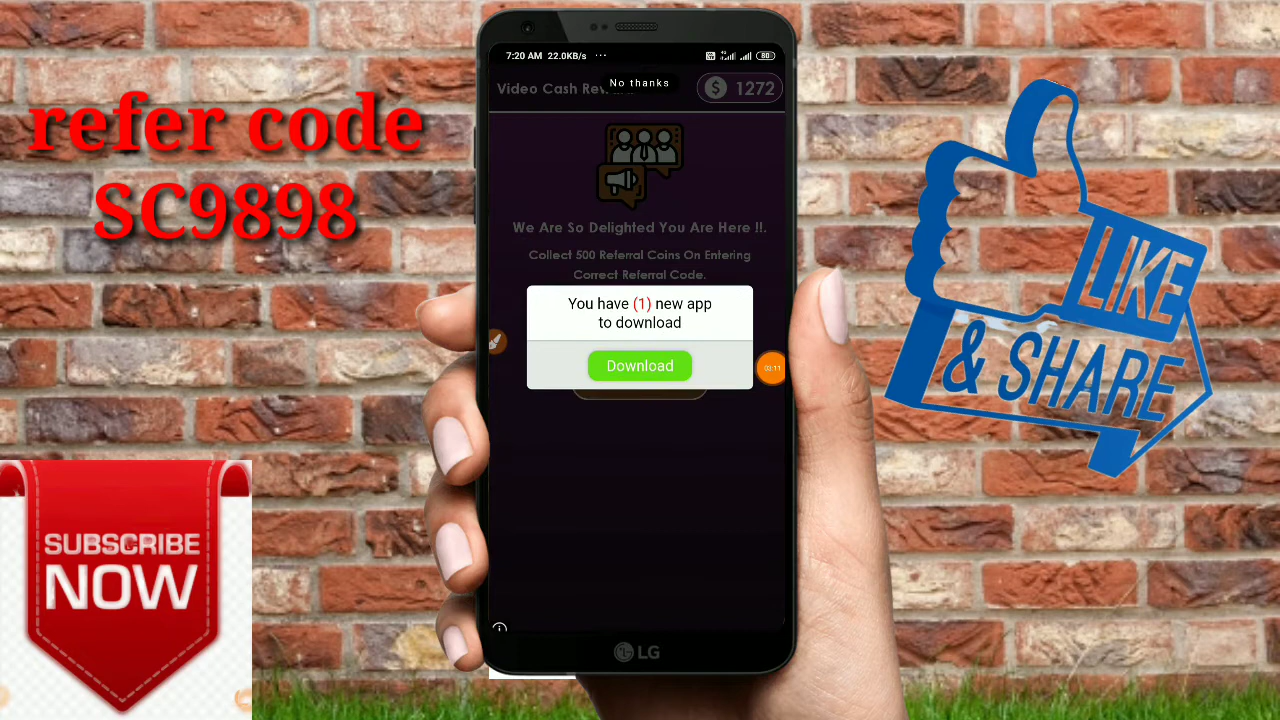 refer code
SC9898
SUBSCRIBE
NOW
7:20 AM 22.0KB/s ...
80
No thanks
Video Cash Rew
$ 1272
We Are So Delighted You Are Here !!.
Collect 500 Referral Coins On Entering
Correct Referral Code.
You have (1) new app
to download
Download
LG
LIKE
& SHARE